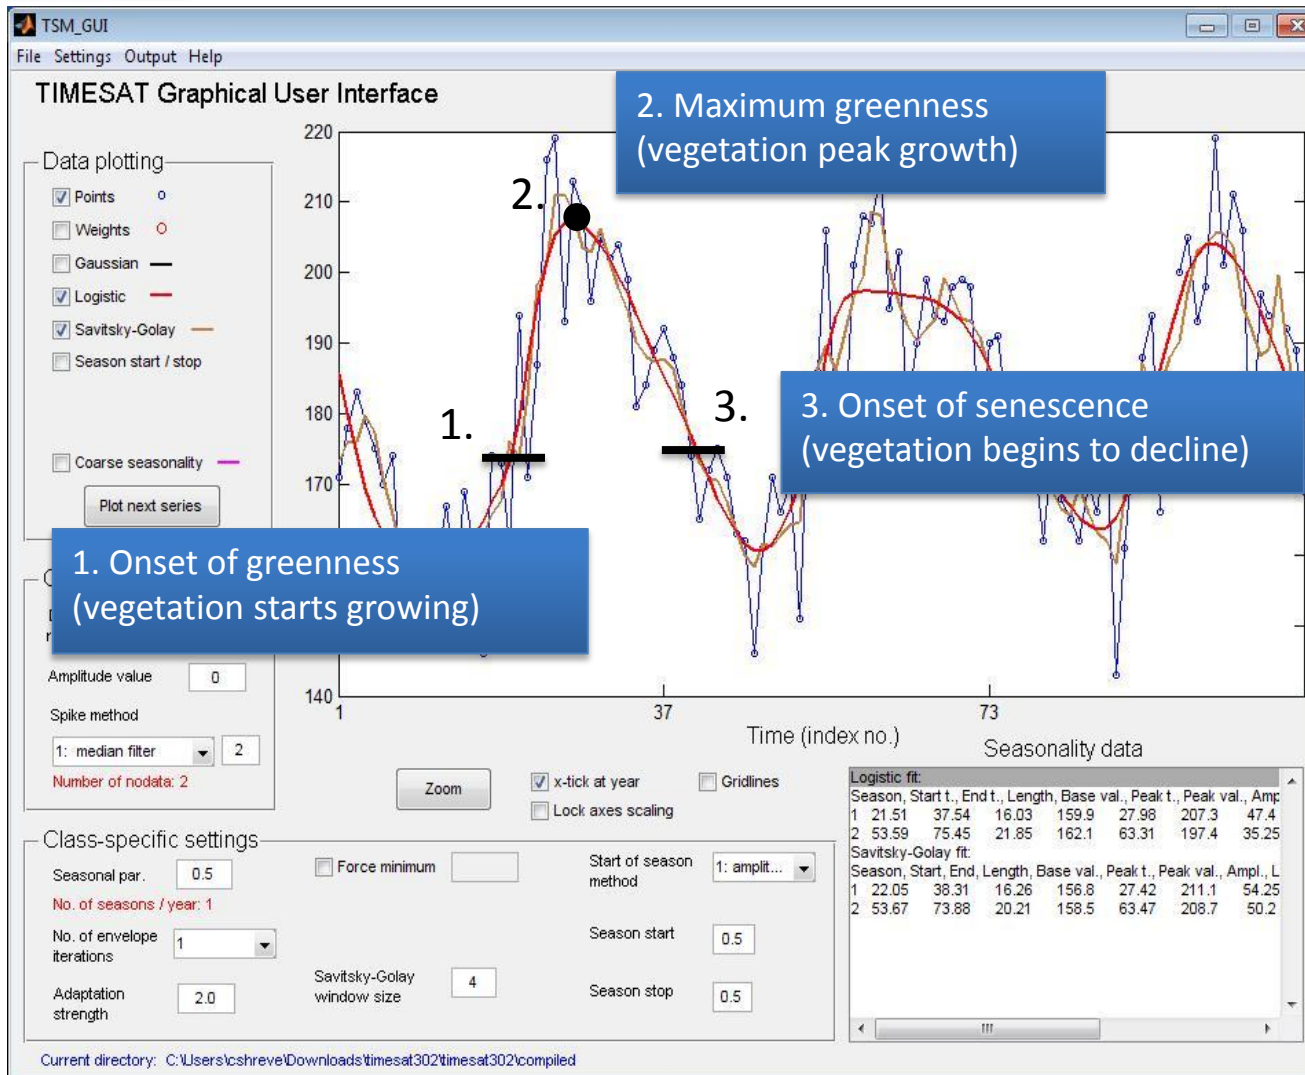 TSM_GUI
File Settings Output Help
TIMESAT Graphical User Interface
2. Maximum greenness
(vegetation peak growth)
Data plotting
Points
Weights
Gaussian
Logistic
Savitsky-Golay
Season start / stop
Coarse seasonality
Plot next series
220
210
200
190
180
170
140
1
37
73
Time (index no.)
2.
1.
3.
3. Onset of senescence
(vegetation begins to decline)
1. Onset of greenness
(vegetation starts growing)
Amplitude value 0
Spike method
1: median filter 2
Number of nodata: 2
Zoom
x-tick at year
Gridlines
Lock axes scaling
Seasonality data
Logistic fit:
Season, Start t., End t., Length, Base val., Peak t., Peak val., Amp
1 21.51 37.54 16.03 159.9 27.98 207.3 47.4
2 53.59 75.45 21.85 162.1 63.31 197.4 35.25
Savitsky-Golay fit:
Season, Start, End, Length, Base val., Peak t., Peak val., Ampl., L
1 22.05 38.31 16.26 156.8 27.42 211.1 54.25
2 53.67 73.88 20.21 158.5 63.47 208.7 50.2
Class-specific settings
Seasonal par. 0.5
No. of seasons / year: 1
No. of envelope
iterations
1
Adaptation
strength
2.0
Force minimum
Savitsky-Golay
window size
4
Start of season
method
1: amplit...
Season start 0.5
Season stop 0.5
Current directory: C:\Users\cshreve\Downloads\timesat302\timesat302\compiled